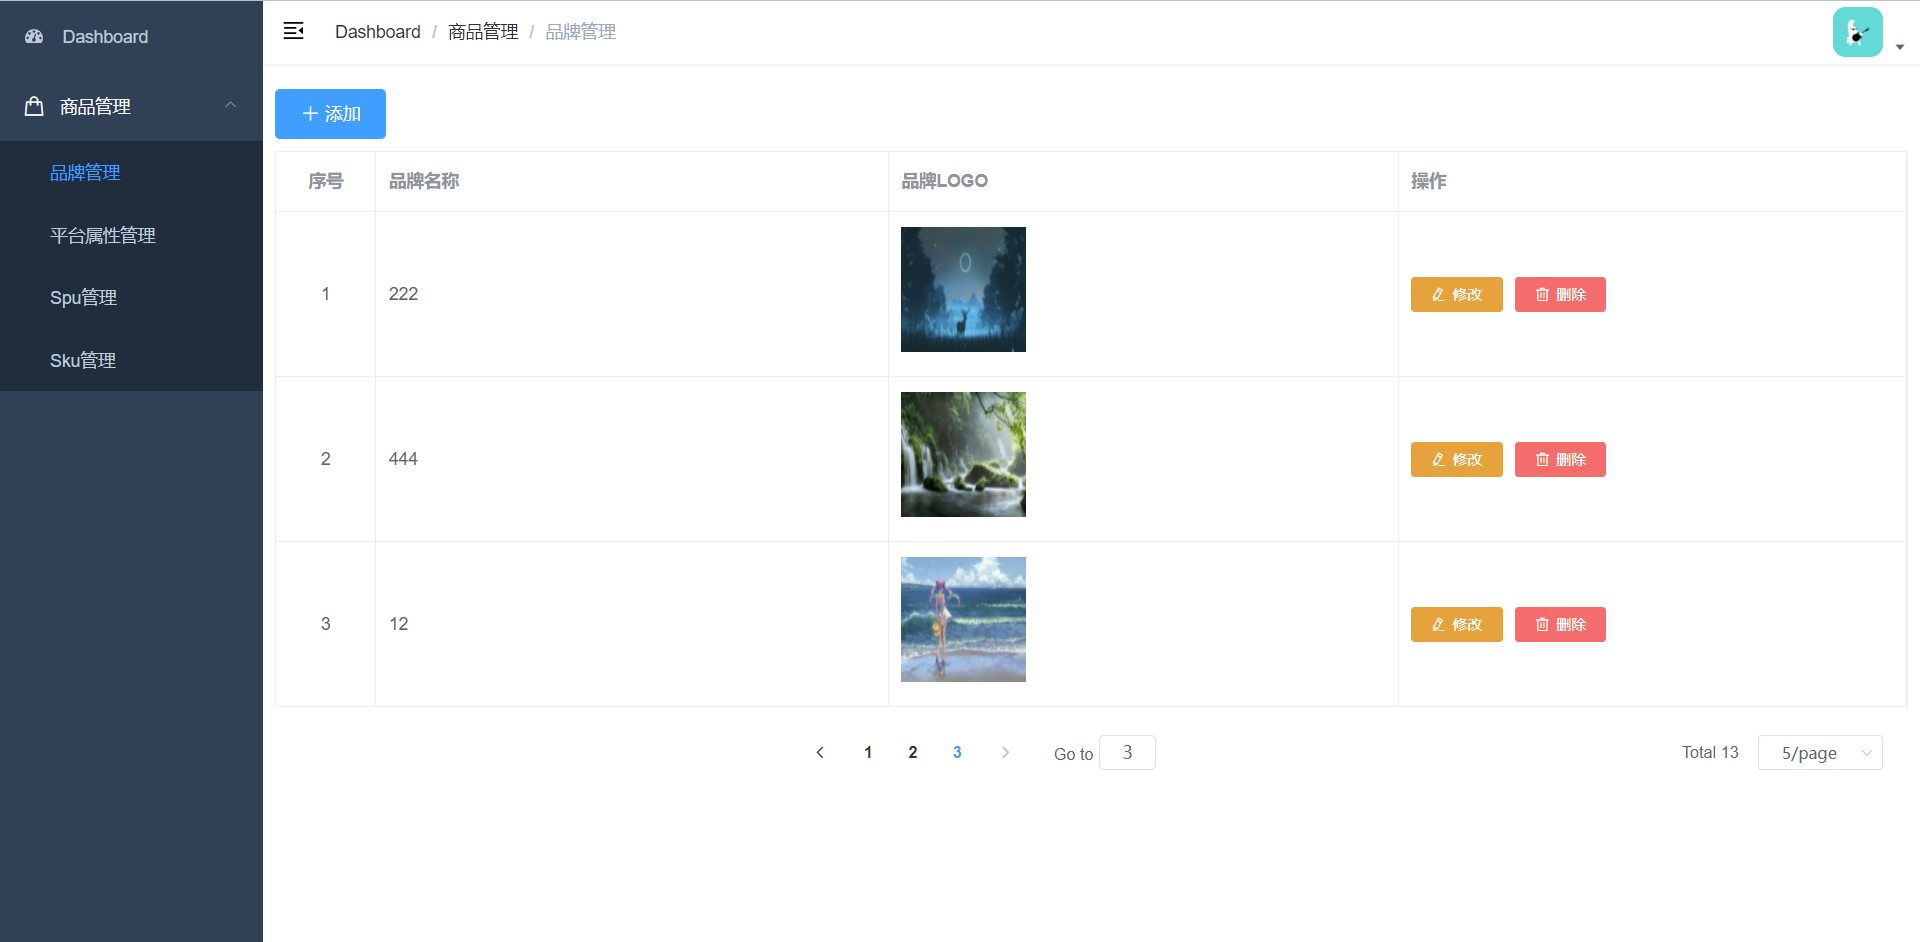 Dashboard
商品管理
品牌管理
平台属性管理
Spu管理
Sku管理
Dashboard / 商品管理 / 品牌管理
添加
序号 品牌名称 品牌LOGO 操作
1 222 修改 删除
2 444 修改 删除
3 12 修改 删除
1 2 3 Go to 3 Total 13 5/page